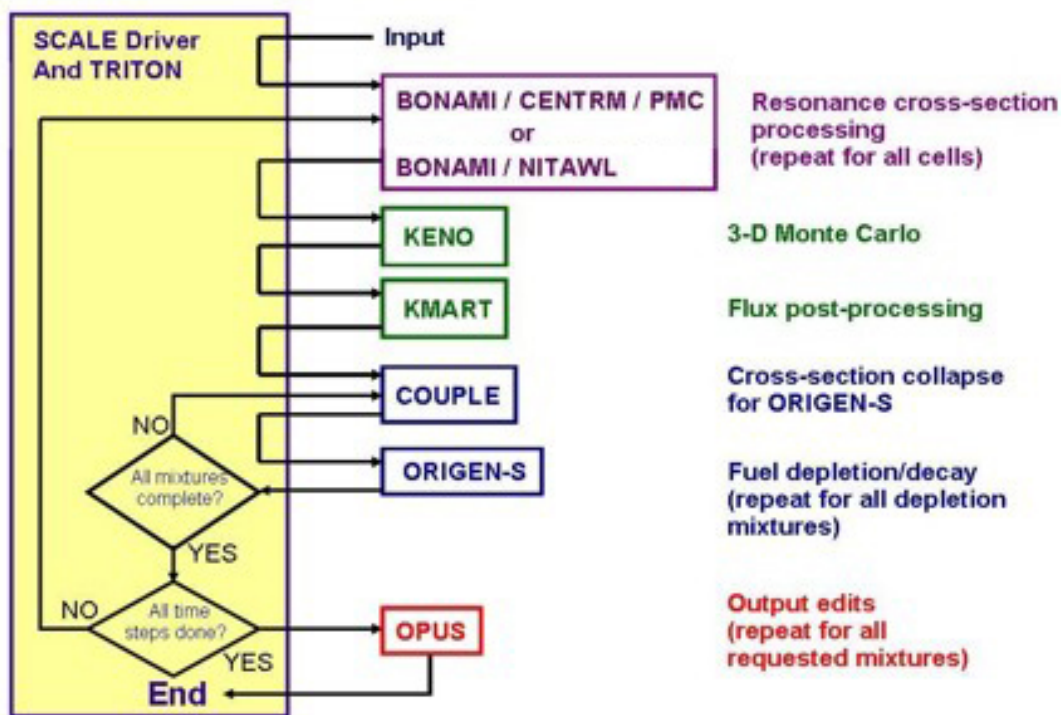 SCALE Driver
And TRITON
Input
BONAMI / CENTRM / PMC
or
BONAMI / NITAWL
Resonance cross-section
processing
(repeat for all cells)
KENO
3-D Monte Carlo
KMART
Flux post-processing
COUPLE
Cross-section collapse
for ORIGEN-S
NO
All mixtures
complete?
YES
ORIGEN-S
Fuel depletion/decay
(repeat for all depletion
mixtures)
NO
All time
steps done?
YES
OPUS
Output edits
(repeat for all
requested mixtures)
End